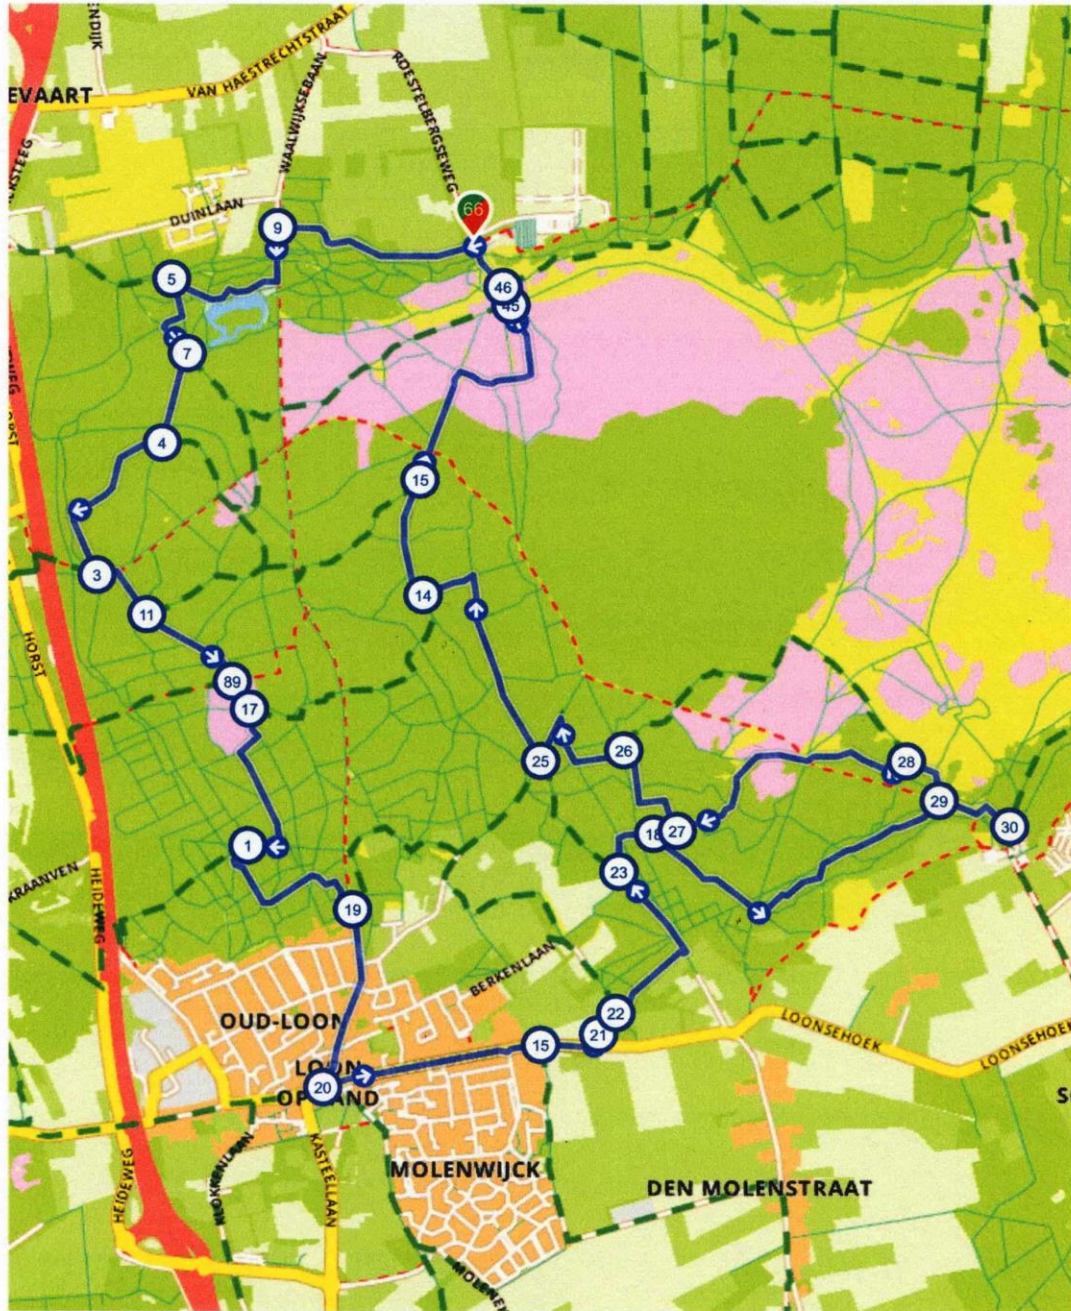 ENDIJK
VAN HAESTRECHTSTRAAT
EVAART
WAALWIJKSEBAAN
ROESTELBERGSEWEG
DUINLAAN
66
9
5
46
45
7
4
15
3
14
11
HORST
89
17
25
26
28
29
30
18
27
1
23
KRAANVEN
HEIDEWEG
19
BERKENLAAN
22
OUD-LOON
21
15
LOONSEHOEK
LOONSEHOEK
LOON
OP ZAND
20
MOLENWIJCK
DEN MOLENSTRAAT
HEIDEWEG
KASTEELLAAN